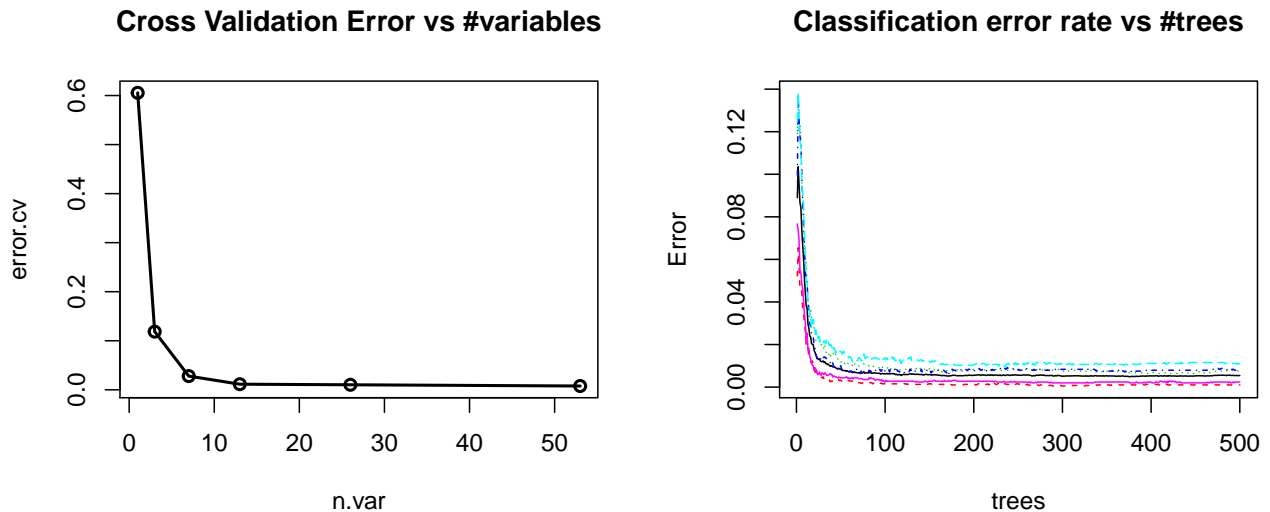 Cross Validation Error vs #variables
error.cv
0.6
0.4
0.2
0.0
0 10 20 30 40 50
n.var
Classification error rate vs #trees
Error
0.12
0.08
0.04
0.00
0 100 200 300 400 500
trees